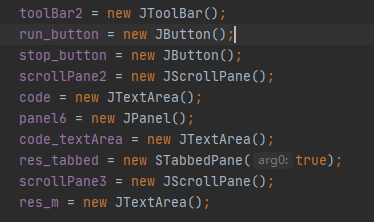 toolBar2 = new JToolBar();
run_button = new JButton();
stop_button = new JButton();
scrollPane2 = new JScrollPane();
code = new JTextArea();
panel6 = new JPanel();
code_textArea = new JTextArea();
res_tabbed = new STabbedPane( arg0: true);
scrollPane3 = new JScrollPane();
res_m = new JTextArea();